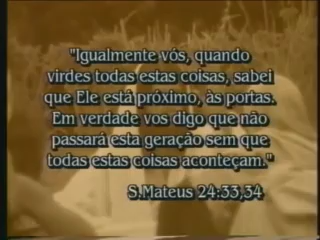 "Igualmente vós, quando
virdes todas estas coisas, sabei
que Ele está próximo, às portas.
Em verdade vos digo que não
passará esta geração sem que
todas estas coisas aconteçam."
S.Mateus 24:33,34